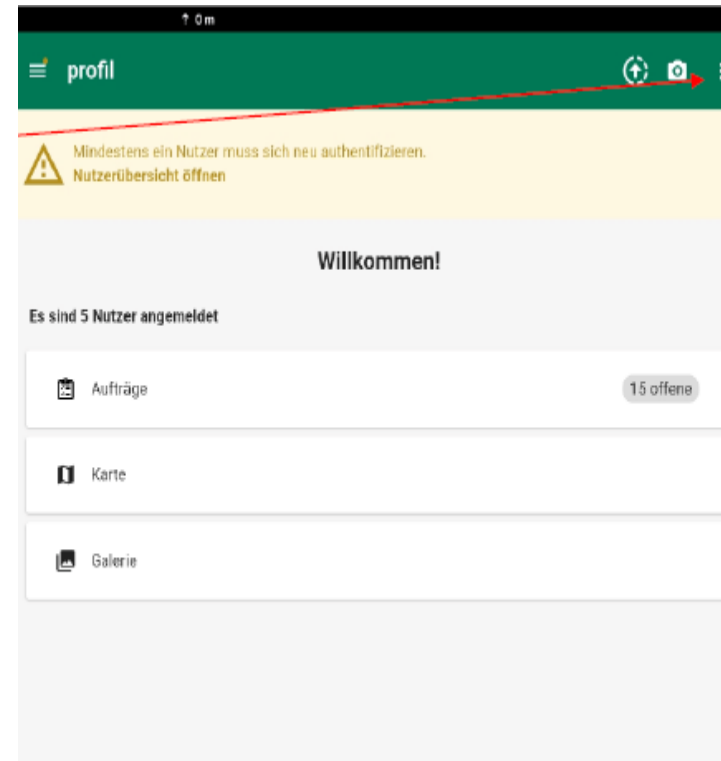 ↑ 0 m
profil
Mindestens ein Nutzer muss sich neu authentifizieren.
Nutzerübersicht öffnen
Willkommen!
Es sind 5 Nutzer angemeldet
Aufträge
15 offene
Karte
Galerie